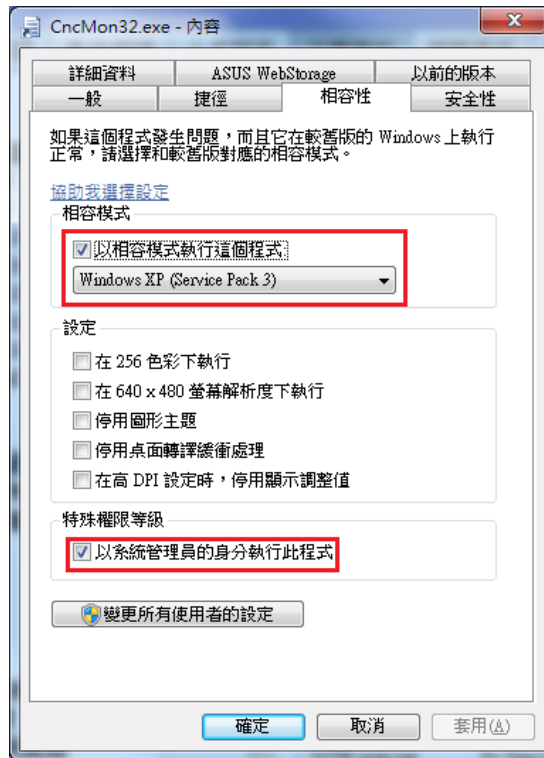 CncMon32.exe - 內容
詳細資料
ASUS WebStorage
以前的版本
一般
捷徑
相容性
安全性
如果這個程式發生問題，而且它在較舊版的 Windows 上執行
正常，請選擇和較舊版對應的相容模式。
協助我選擇設定
相容模式
以相容模式執行這個程式:
Windows XP (Service Pack 3)
設定
在 256 色彩下執行
在 640 x 480 螢幕解析度下執行
停用圖形主題
停用桌面轉譯緩衝處理
在高 DPI 設定時，停用顯示調整值
特殊權限等級
以系統管理員的身分執行此程式
變更所有使用者的設定
確定
取消
套用(A)